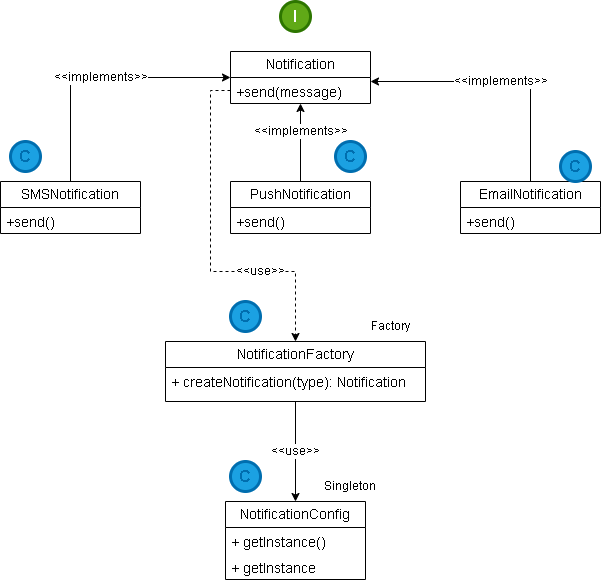 I
Notification
+send(message)
<<implements>>
<<implements>>
<<implements>>
C
SMSNotification
+send()
C
PushNotification
+send()
C
EmailNotification
+send()
<<use>>
C
Factory
NotificationFactory
+ createNotification(type): Notification
<<use>>
C
Singleton
NotificationConfig
+ getInstance()
+ getInstance